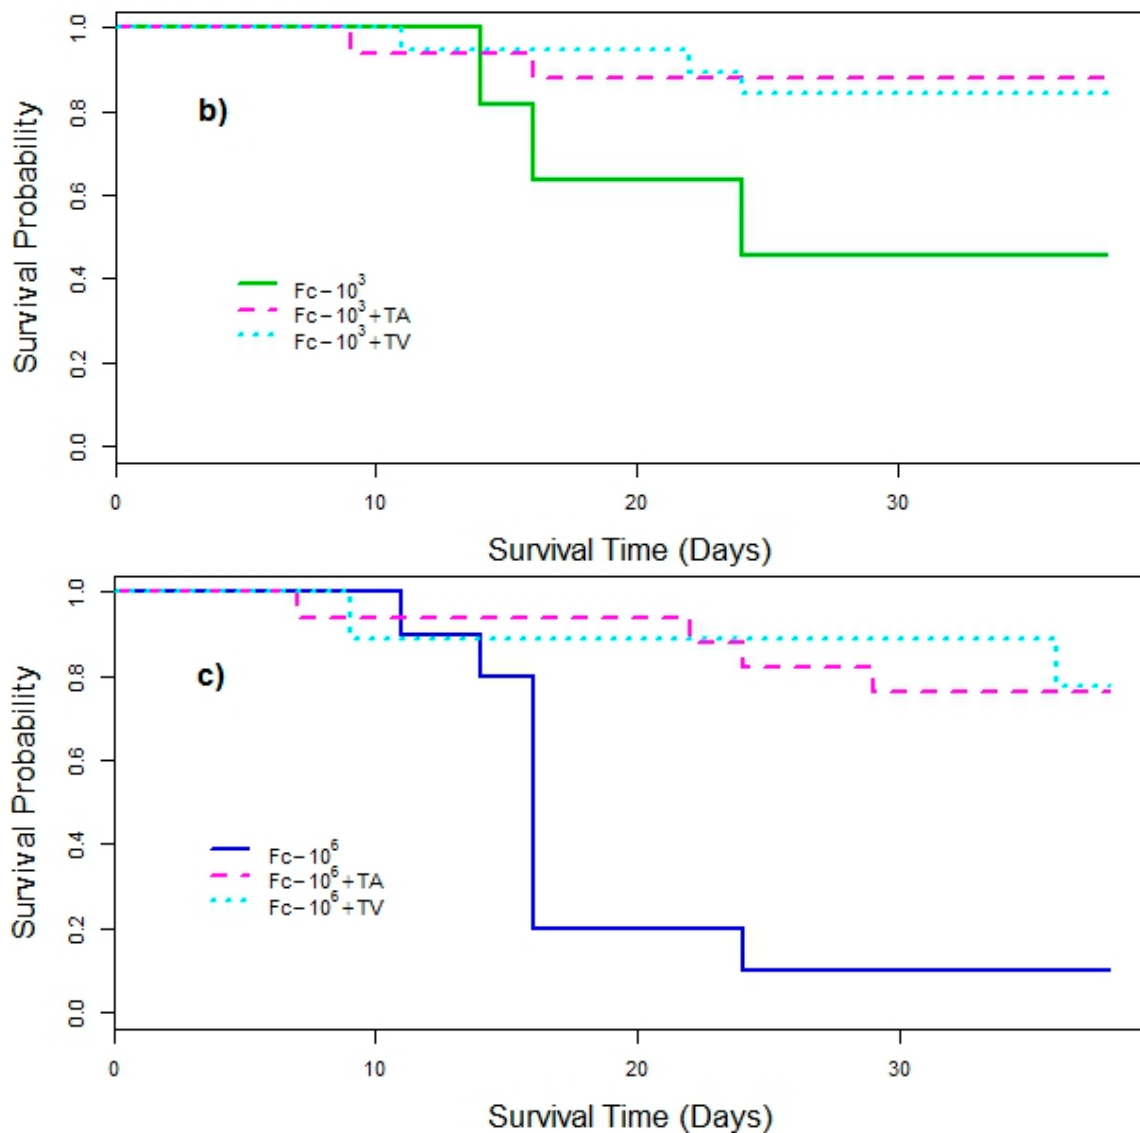 b)
Survival Probability
1.0
0.8
0.6
0.4
0.2
0.0
Fc−10³
Fc−10³+TA
Fc−10³+TV
0 10 20 30
Survival Time (Days)
c)
Survival Probability
1.0
0.8
0.6
0.4
0.2
0.0
Fc−10⁶
Fc−10⁶+TA
Fc−10⁶+TV
0 10 20 30
Survival Time (Days)